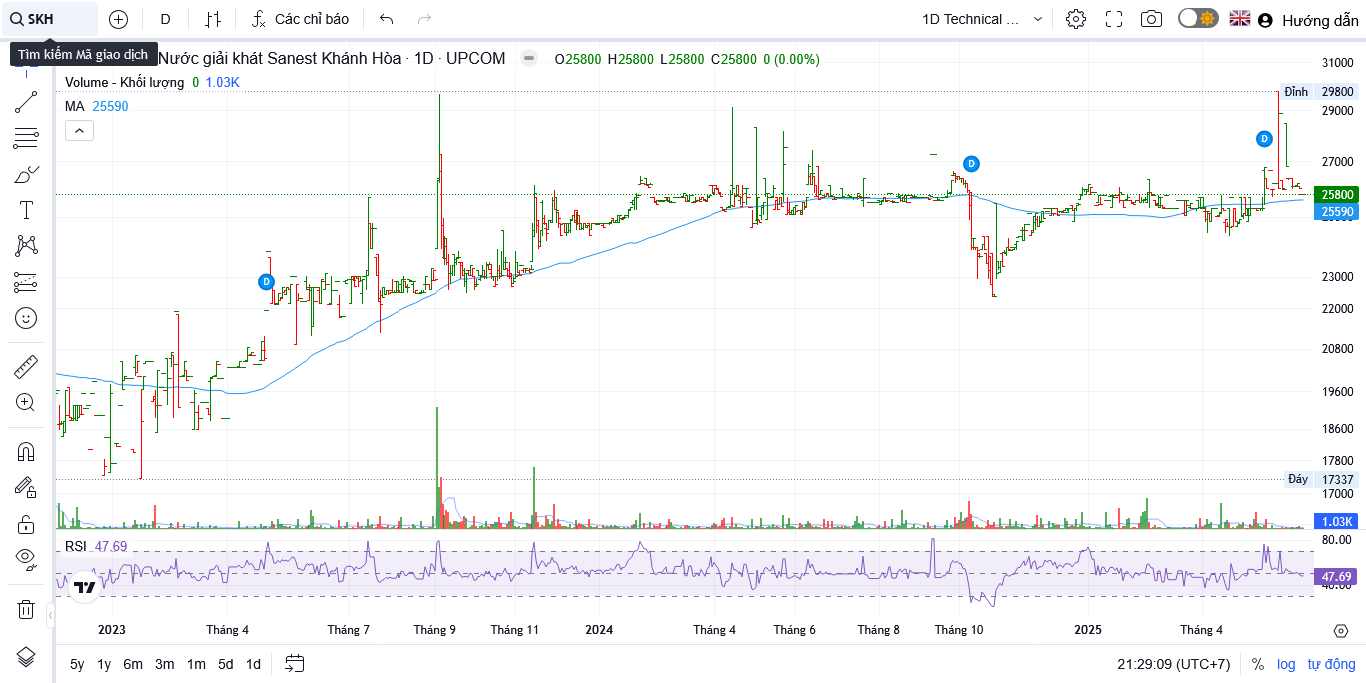 SKH D Các chỉ báo 1D Technical ... Hướng dẫn
Tìm kiếm Mã giao dịch
Nước giải khát Sanest Khánh Hòa · 1D · UPCOM O25800 H25800 L25800 C25800 0 (0.00%)
Volume - Khối lượng 0 1.03K
MA 25590
31000
Đỉnh 29800
29000
D
27000
D
25800
25590
23000
D
22000
20800
19600
18600
17800
Đáy 17337
17000
1.03K
RSI 47.69
80.00
47.69
40.00
2023 Tháng 4 Tháng 7 Tháng 9 Tháng 11 2024 Tháng 4 Tháng 6 Tháng 8 Tháng 10 2025 Tháng 4
5y 1y 6m 3m 1m 5d 1d 21:29:09 (UTC+7) % log tự động